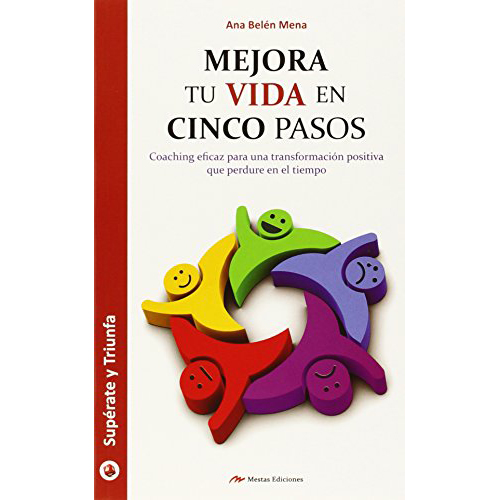 Ana Belén Mena
MEJORA
TU VIDA EN
CINCO PASOS
Coaching eficaz para una transformación positiva
que perdure en el tiempo
Supérate y Triunfa
Mestas Ediciones